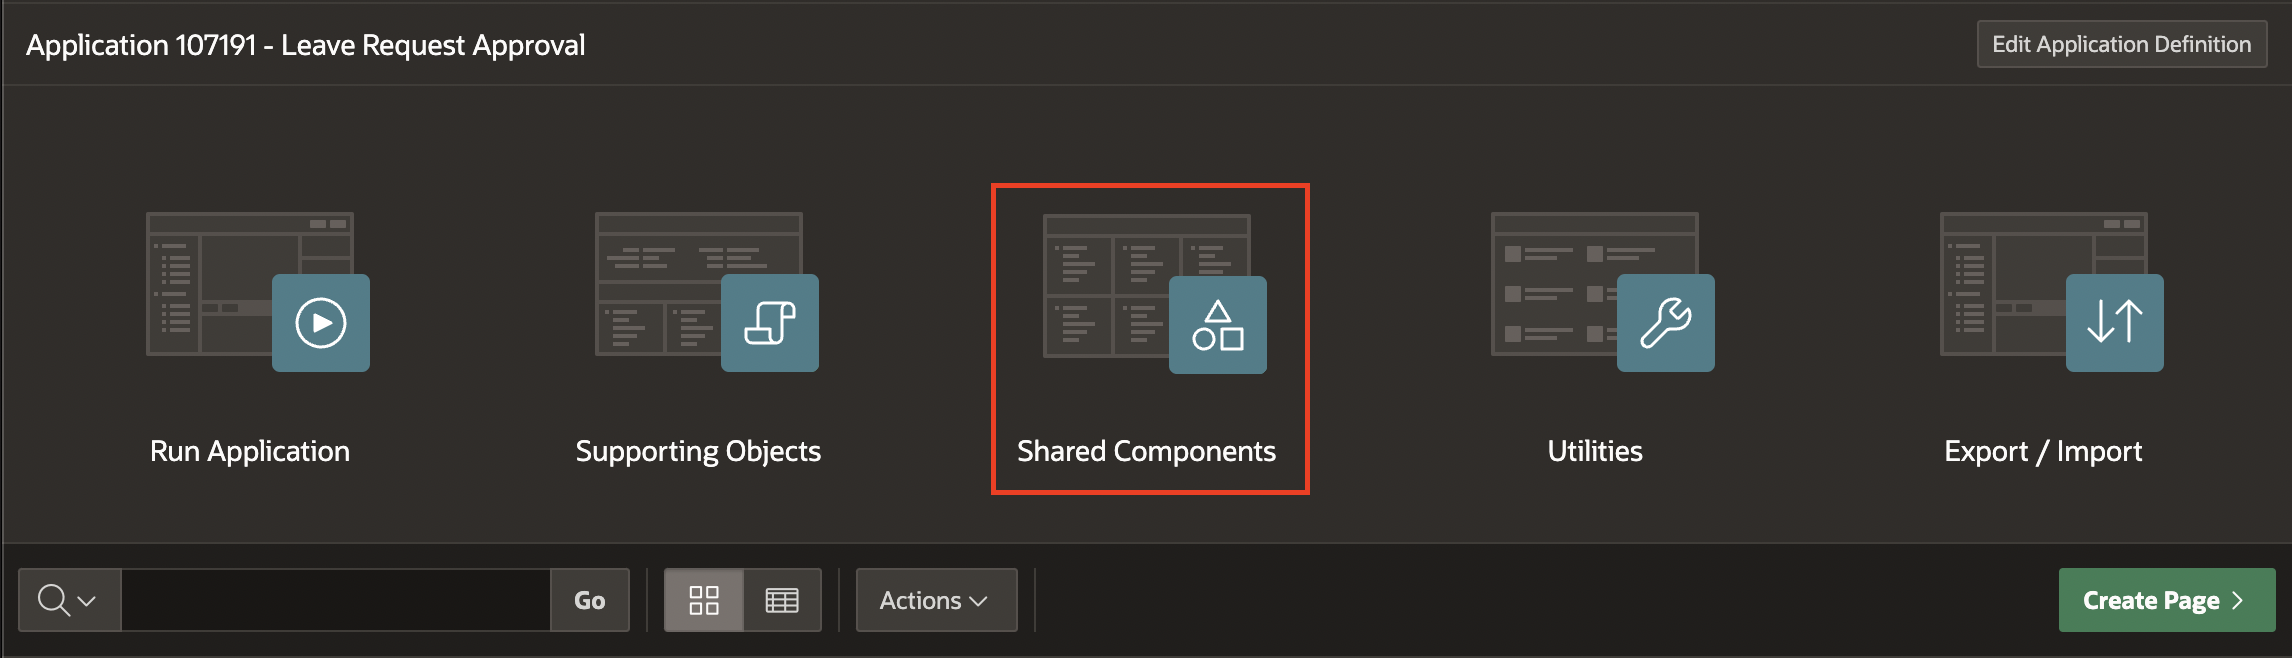 Application 107191 - Leave Request Approval
Edit Application Definition
Run Application
Supporting Objects
Shared Components
Utilities
Export / Import
Go
Actions
Create Page